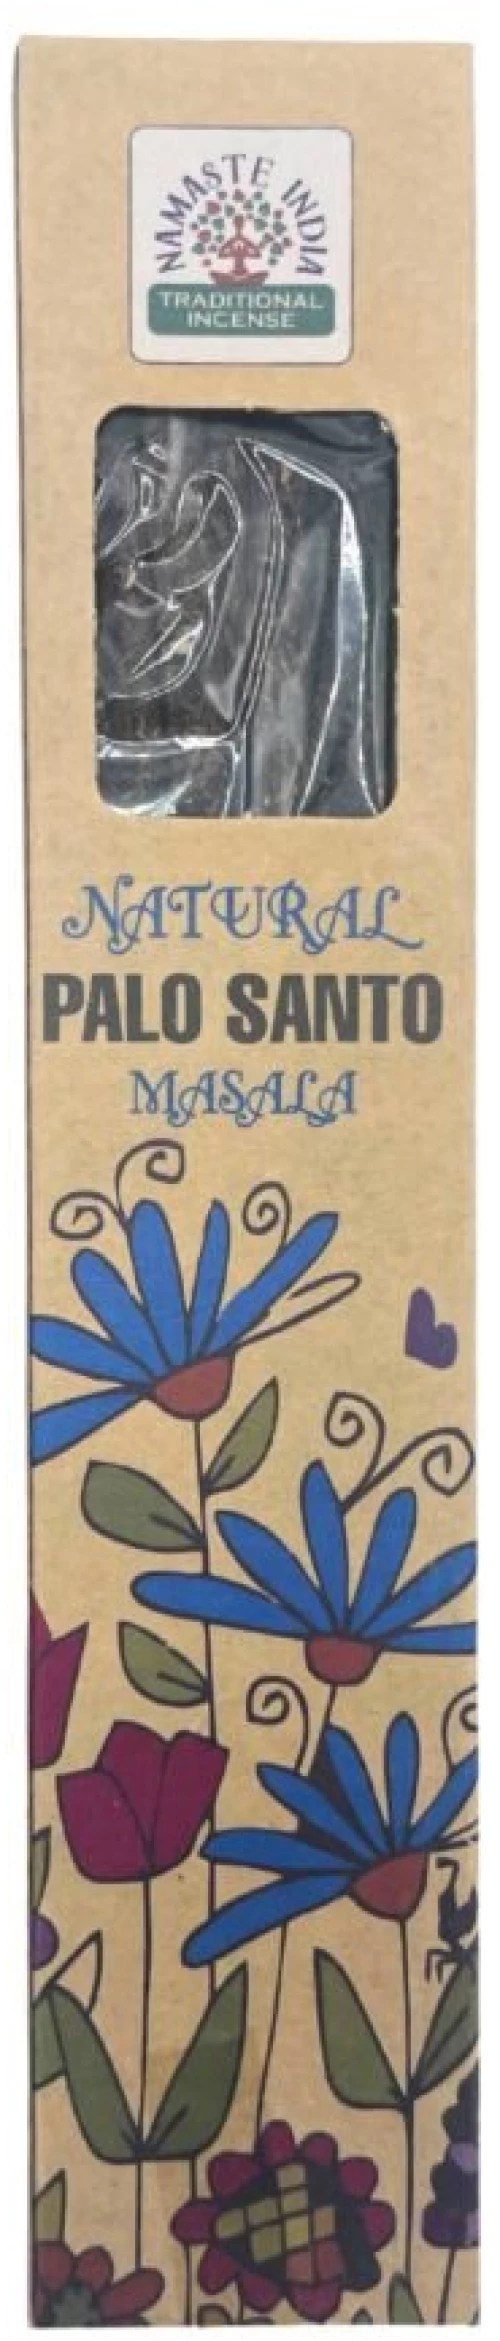 NAMASTE INDIA
TRADITIONAL
INCENSE
NATURAL
PALO SANTO
MASALA